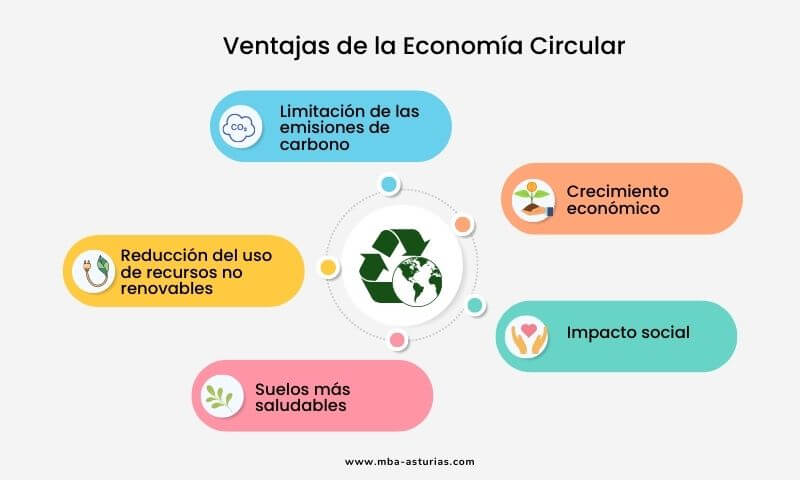 Ventajas de la Economía Circular
Limitación de las
emisiones de
carbono
CO₂
Crecimiento
económico
Reducción del uso
de recursos no
renovables
Impacto social
Suelos más
saludables
www.mba-asturias.com